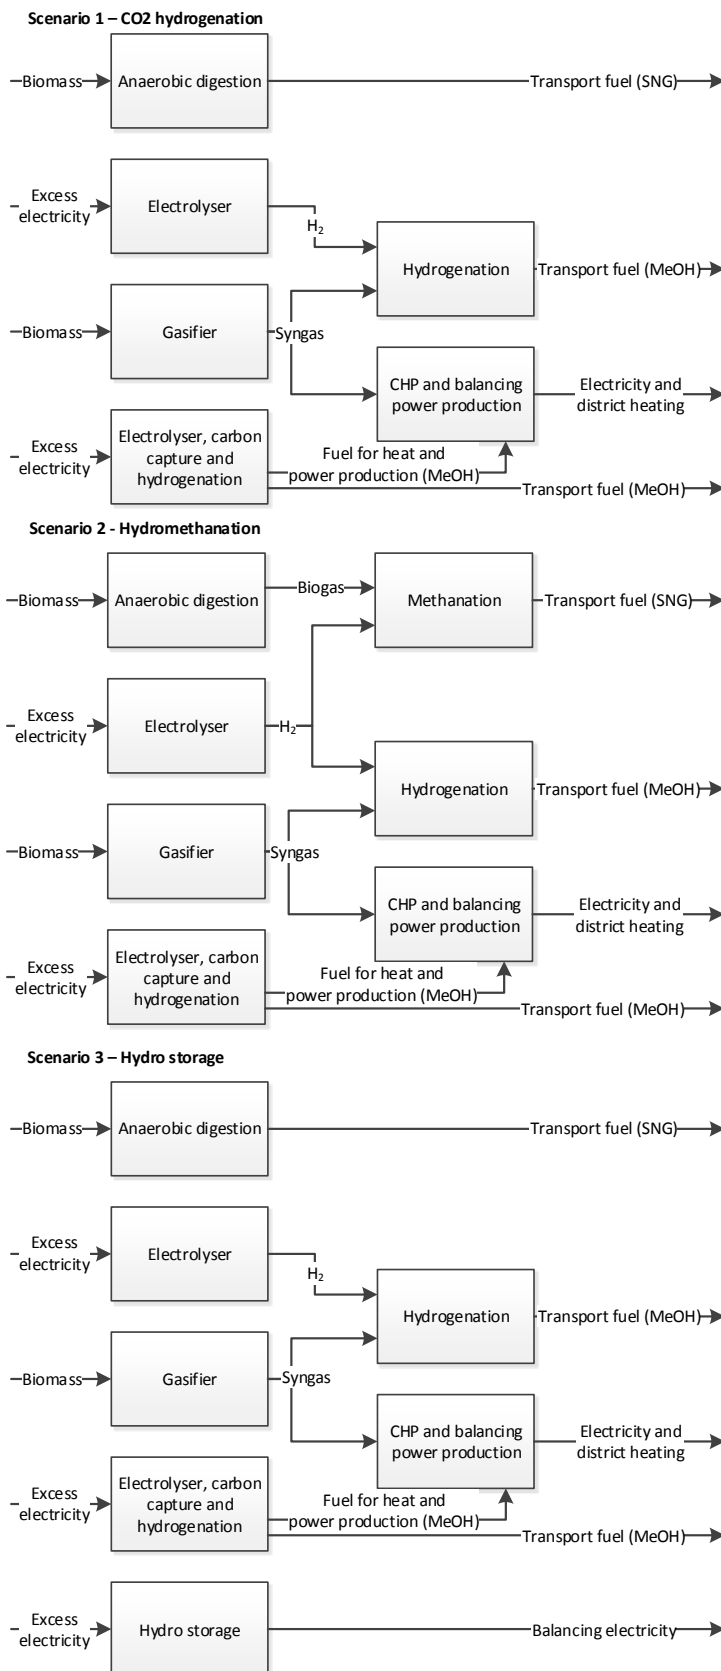 Scenario 1 – CO2 hydrogenation
Biomass
Anaerobic digestion
Transport fuel (SNG)
Excess
electricity
Electrolyser
H2
Hydrogenation
Transport fuel (MeOH)
Biomass
Gasifier
Syngas
CHP and balancing
power production
Electricity and
district heating
Excess
electricity
Electrolyser, carbon
capture and
hydrogenation
Fuel for heat and
power production (MeOH)
Transport fuel (MeOH)
Scenario 2 - Hydromethanation
Biomass
Anaerobic digestion
Biogas
Methanation
Transport fuel (SNG)
Excess
electricity
Electrolyser
H2
Hydrogenation
Transport fuel (MeOH)
Biomass
Gasifier
Syngas
CHP and balancing
power production
Electricity and
district heating
Excess
electricity
Electrolyser, carbon
capture and
hydrogenation
Fuel for heat and
power production (MeOH)
Transport fuel (MeOH)
Scenario 3 – Hydro storage
Biomass
Anaerobic digestion
Transport fuel (SNG)
Excess
electricity
Electrolyser
H2
Hydrogenation
Transport fuel (MeOH)
Biomass
Gasifier
Syngas
CHP and balancing
power production
Electricity and
district heating
Excess
electricity
Electrolyser, carbon
capture and
hydrogenation
Fuel for heat and
power production (MeOH)
Transport fuel (MeOH)
Excess
electricity
Hydro storage
Balancing electricity